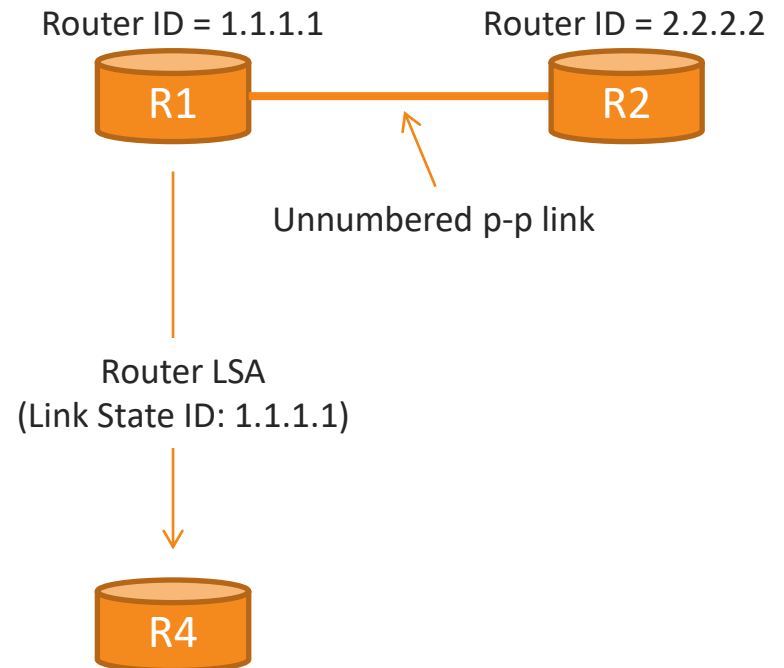 Router ID = 1.1.1.1
Router ID = 2.2.2.2
R1
R2
Unnumbered p-p link
Router LSA
(Link State ID: 1.1.1.1)
R4